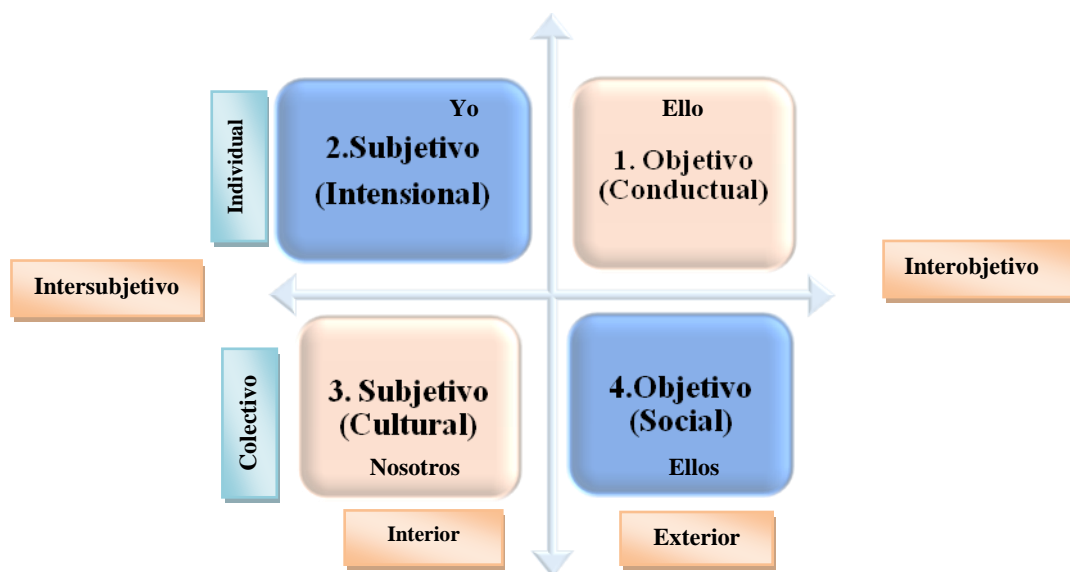 Individual
Yo
2.Subjetivo
(Intensional)
Ello
1. Objetivo
(Conductual)
Intersubjetivo
Interobjetivo
Colectivo
3. Subjetivo
(Cultural)
Nosotros
4.Objetivo
(Social)
Ellos
Interior
Exterior